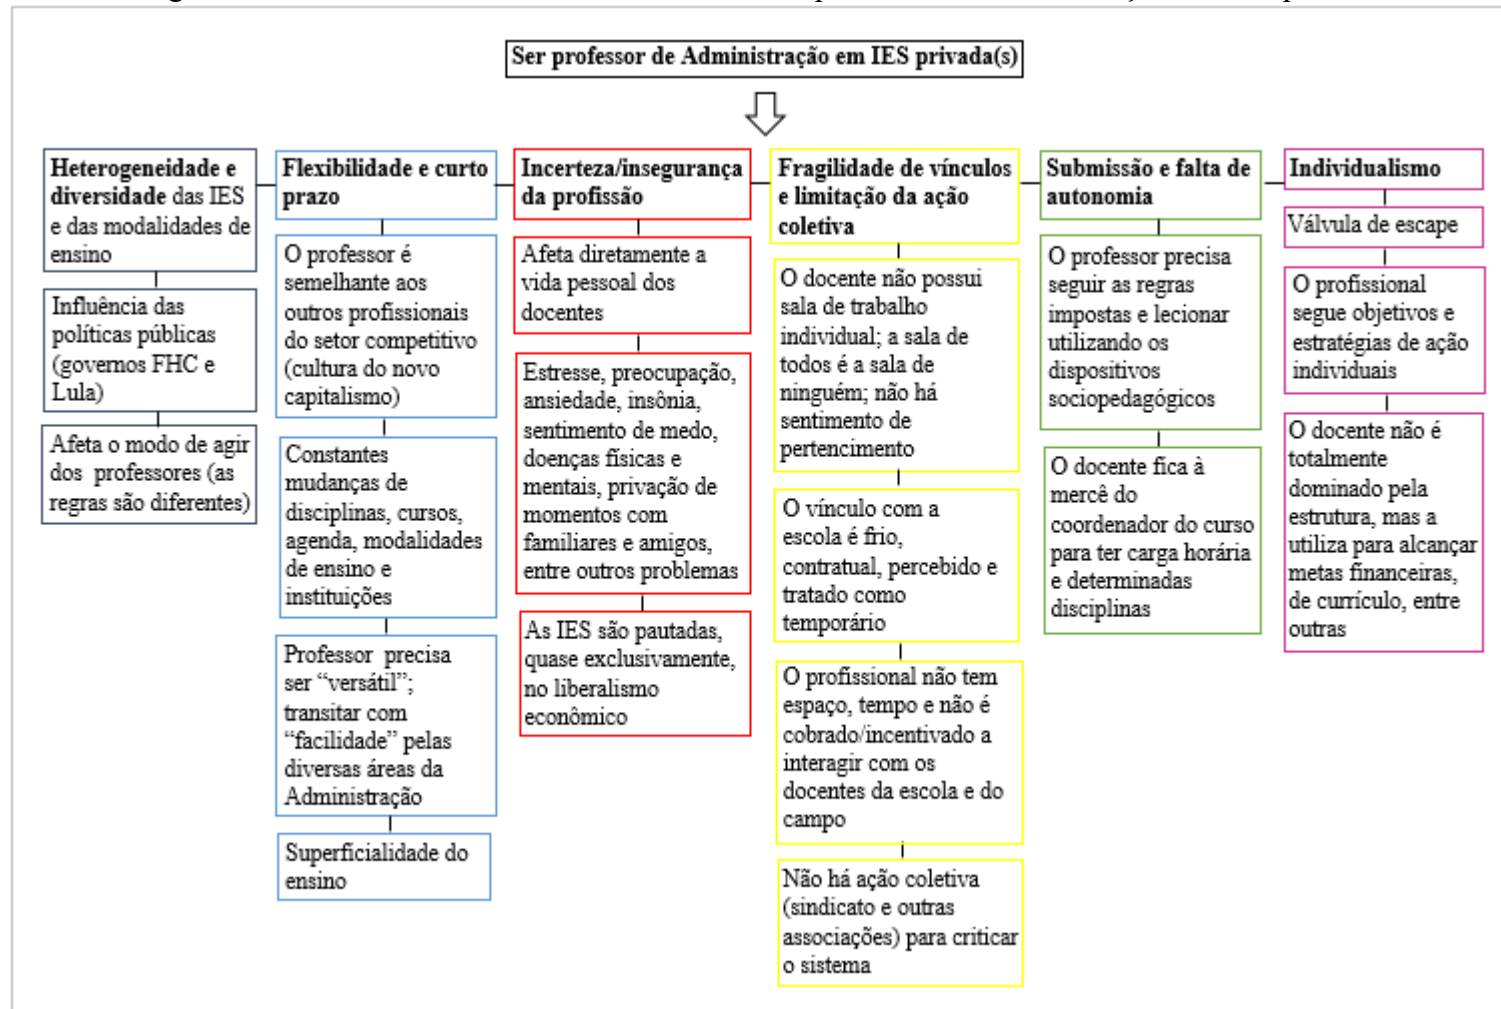 Ser professor de Administração em IES privada(s)
Heterogeneidade e
diversidade das IES
e das modalidades de
ensino
Influência das
políticas públicas
(governos FHC e
Lula)
Afeta o modo de agir
dos professores (as
regras são diferentes)
Flexibilidade e curto
prazo
O professor é
semelhante aos
outros profissionais
do setor competitivo
(cultura do novo
capitalismo)
Constantes
mudanças de
disciplinas, cursos,
agenda, modalidades
de ensino e
instituições
Professor precisa
ser “versátil”;
transitar com
“facilidade” pelas
diversas áreas da
Administração
Superficialidade do
ensino
Incerteza/insegurança
da profissão
Afeta diretamente a
vida pessoal dos
docentes
Estresse, preocupação,
ansiedade, insônia,
sentimento de medo,
doenças físicas e
mentais, privação de
momentos com
familiares e amigos,
entre outros problemas
As IES são pautadas,
quase exclusivamente,
no liberalismo
econômico
Fragilidade de vínculos
e limitação da ação
coletiva
O docente não possui
sala de trabalho
individual; a sala de
todos é a sala de
ninguém; não há
sentimento de
pertencimento
O vínculo com a
escola é frio,
contratual, percebido e
tratado como
temporário
O profissional não tem
espaço, tempo e não é
cobrado/incentivado a
interagir com os
docentes da escola e do
campo
Não há ação coletiva
(sindicato e outras
associações) para criticar
o sistema
Submissão e falta de
autonomia
O professor precisa
seguir as regras
impostas e lecionar
utilizando os
dispositivos
sociopedagógicos
O docente fica à
mercê do
coordenador do curso
para ter carga horária
e determinadas
disciplinas
Individualismo
Válvula de escape
O profissional
segue objetivos e
estratégias de ação
individuais
O docente não é
totalmente
dominado pela
estrutura, mas a
utiliza para alcançar
metas financeiras,
de currículo, entre
outras